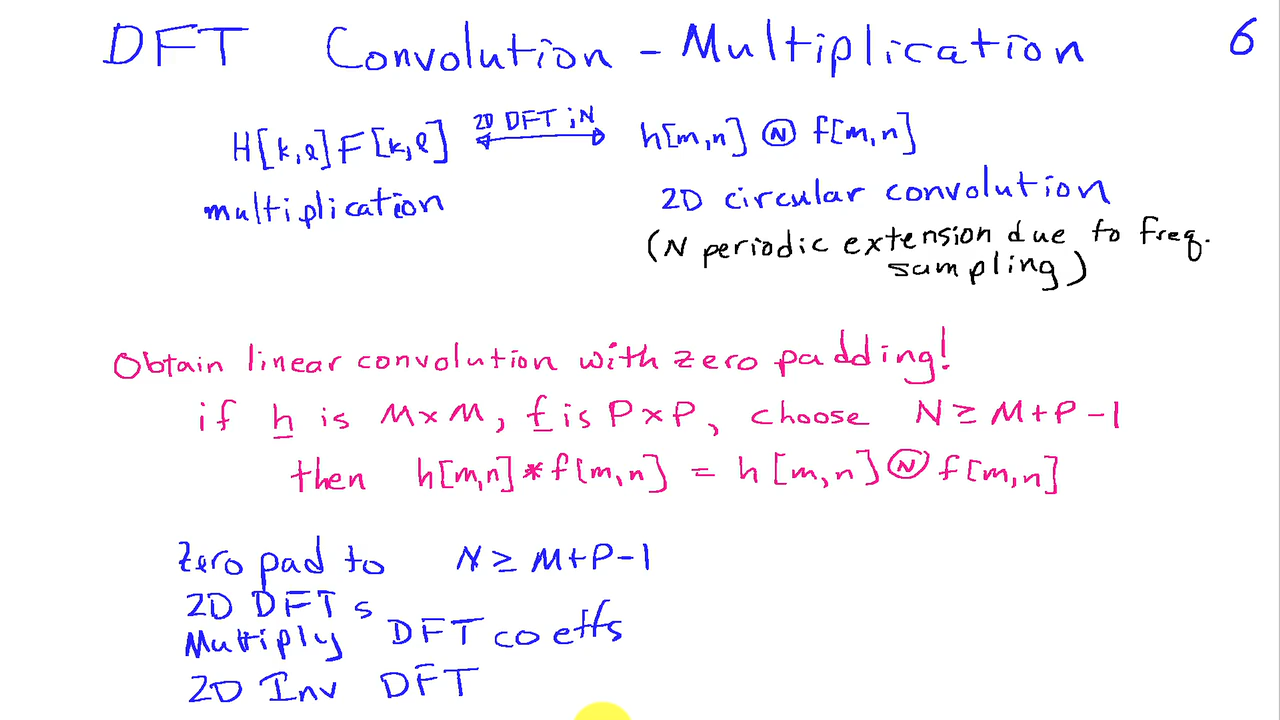 DFT Convolution - Multiplication 6
H[k,l]F[k,l] 2D DFT;N h[m,n] Ⓝ f[m,n]
multiplication 2D circular convolution
(N periodic extension due to freq.
sampling)
Obtain linear convolution with zero padding!
if h is M×M, f is P×P, choose N ≥ M+P-1
then h[m,n]*f[m,n] = h[m,n] Ⓝ f[m,n]
Zero pad to N ≥ M+P-1
2D DFTs
Multiply DFT coeffs
2D Inv DFT